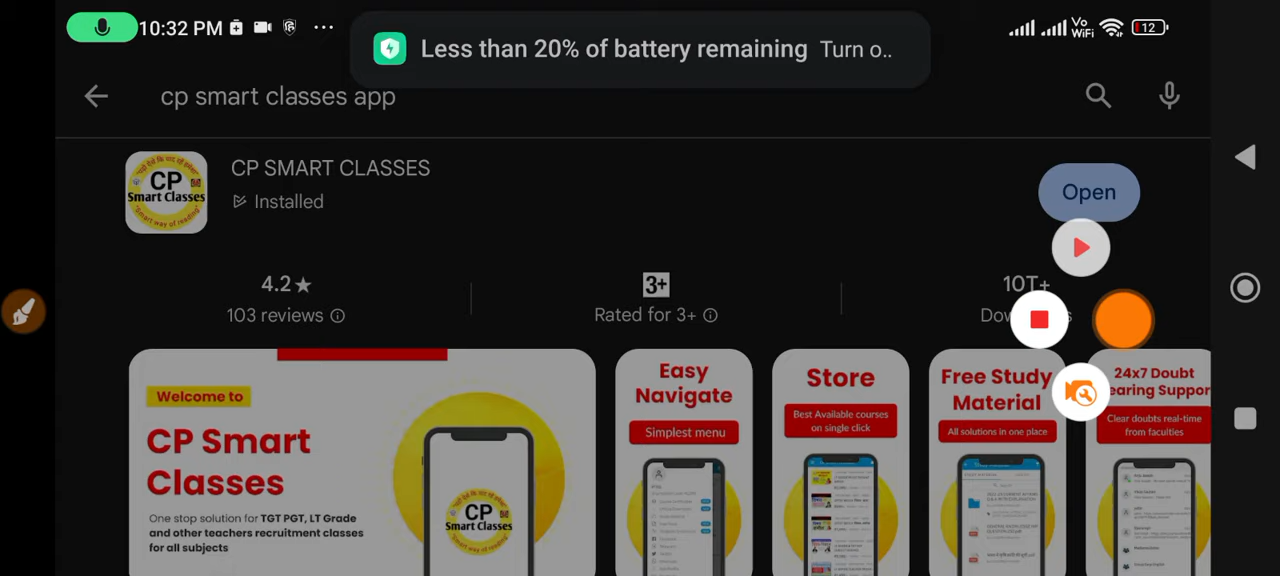 10:32 PM ...
Less than 20% of battery remaining Turn o..
Vo
WiFi
12
cp smart classes app
CP
Smart Classes
CP SMART CLASSES
Installed
Open
4.2★
103 reviews
3+
Rated for 3+
10T+
Welcome to
CP Smart
Classes
One stop solution for TGT PGT, LT Grade
and other teachers recruitment classes
for all subjects
CP
Smart Classes
Easy
Navigate
Simplest menu
Store
Best Available courses
on single click
Free Study
Material
All solutions in one place
24x7 Doubt
earing Suppor
Clear doubts real-time
from faculties